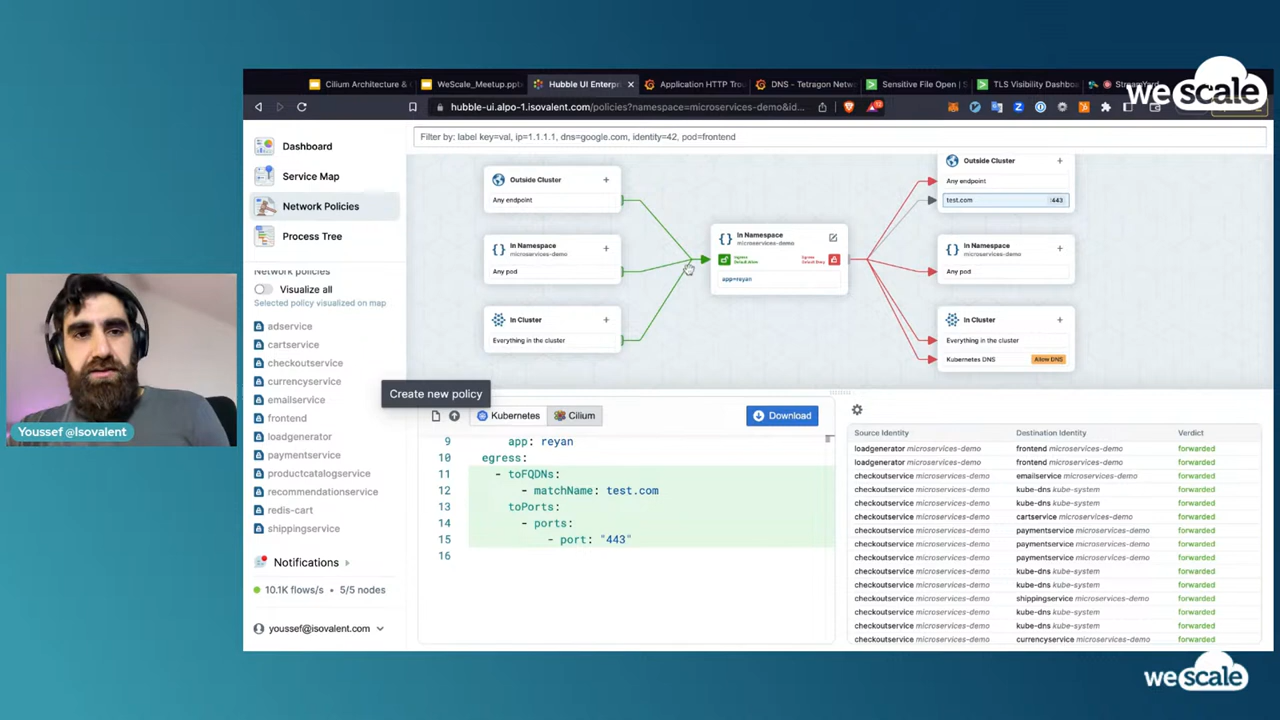 we scale
Cilium Architecture &
WeScale_Meetup.ppt
Hubble UI Enterpr
Application HTTP Tra
DNS - Tetragon Netw
Sensitive File Open |
TLS Visibility Dashbo
hubble-ui.alpo-1.isovalent.com/policies?namespace=microservices-demo&id...
Filter by: label key=val, ip=1.1.1.1, dns=google.com, identity=42, pod=frontend
Dashboard
Service Map
Network Policies
Process Tree
Network policies
Visualize all
Selected policy visualized on map
adservice
cartservice
checkoutservice
currencyservice
emailservice
frontend
loadgenerator
paymentservice
productcatalogservice
recommendationservice
redis-cart
shippingservice
Notifications
10.1K flows/s • 5/5 nodes
youssef@isovalent.com
Outside Cluster +
Any endpoint
In Namespace +
microservices-demo
Any pod
In Cluster +
Everything in the cluster
In Namespace
microservices-demo
Ingress
Default Allow
Egress
Default Deny
app=reyan
Outside Cluster +
Any endpoint
test.com :443
In Namespace +
microservices-demo
Any pod
In Cluster +
Everything in the cluster
Kubernetes DNS Allow DNS
Create new policy
Kubernetes
Cilium
Download
9 app: reyan
10 egress:
11 - toFQDNs:
12 - matchName: test.com
13 toPorts:
14 - ports:
15 - port: "443"
16
Source Identity Destination Identity Verdict
loadgenerator microservices-demo frontend microservices-demo forwarded
loadgenerator microservices-demo frontend microservices-demo forwarded
checkoutservice microservices-demo emailservice microservices-demo forwarded
checkoutservice microservices-demo kube-dns kube-system forwarded
checkoutservice microservices-demo kube-dns kube-system forwarded
checkoutservice microservices-demo cartservice microservices-demo forwarded
checkoutservice microservices-demo paymentservice microservices-demo forwarded
checkoutservice microservices-demo paymentservice microservices-demo forwarded
checkoutservice microservices-demo kube-dns kube-system forwarded
checkoutservice microservices-demo kube-dns kube-system forwarded
checkoutservice microservices-demo kube-dns kube-system forwarded
checkoutservice microservices-demo shippingservice microservices-demo forwarded
checkoutservice microservices-demo kube-dns kube-system forwarded
checkoutservice microservices-demo kube-dns kube-system forwarded
checkoutservice microservices-demo currencyservice microservices-demo forwarded
Youssef @Isovalent
we scale